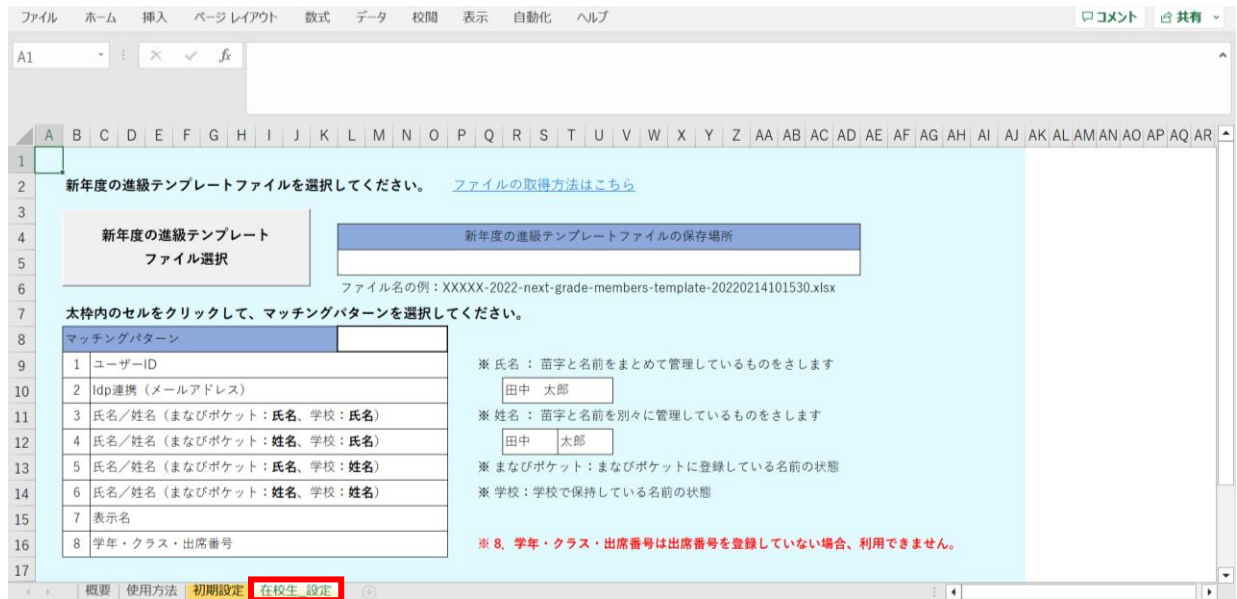 ファイル ホーム 挿入 ページ レイアウト 数式 データ 校閲 表示 自動化 ヘルプ コメント 共有
A1 fx
A B C D E F G H I J K L M N O P Q R S T U V W X Y Z AA AB AC AD AE AF AG AH AI AJ AK AL AM AN AO AP AQ AR
1
2 新年度の進級テンプレートファイルを選択してください。 ファイルの取得方法はこちら
3
4 新年度の進級テンプレート 新年度の進級テンプレートファイルの保存場所
5 ファイル選択
6 ファイル名の例：XXXXX-2022-next-grade-members-template-20220214101530.xlsx
7 太枠内のセルをクリックして、マッチングパターンを選択してください。
8 マッチングパターン
9 1 ユーザーID ※ 氏名 ： 苗字と名前をまとめて管理しているものをさします
10 2 Idp連携（メールアドレス） 田中 太郎
11 3 氏名／姓名（まなびポケット：氏名、学校：氏名） ※ 姓名 ： 苗字と名前を別々に管理しているものをさします
12 4 氏名／姓名（まなびポケット：姓名、学校：氏名） 田中 太郎
13 5 氏名／姓名（まなびポケット：氏名、学校：姓名） ※ まなびポケット：まなびポケットに登録している名前の状態
14 6 氏名／姓名（まなびポケット：姓名、学校：姓名） ※ 学校：学校で保持している名前の状態
15 7 表示名
16 8 学年・クラス・出席番号 ※ 8．学年・クラス・出席番号は出席番号を登録していない場合、利用できません。
17
概要 使用方法 初期設定 在校生_設定